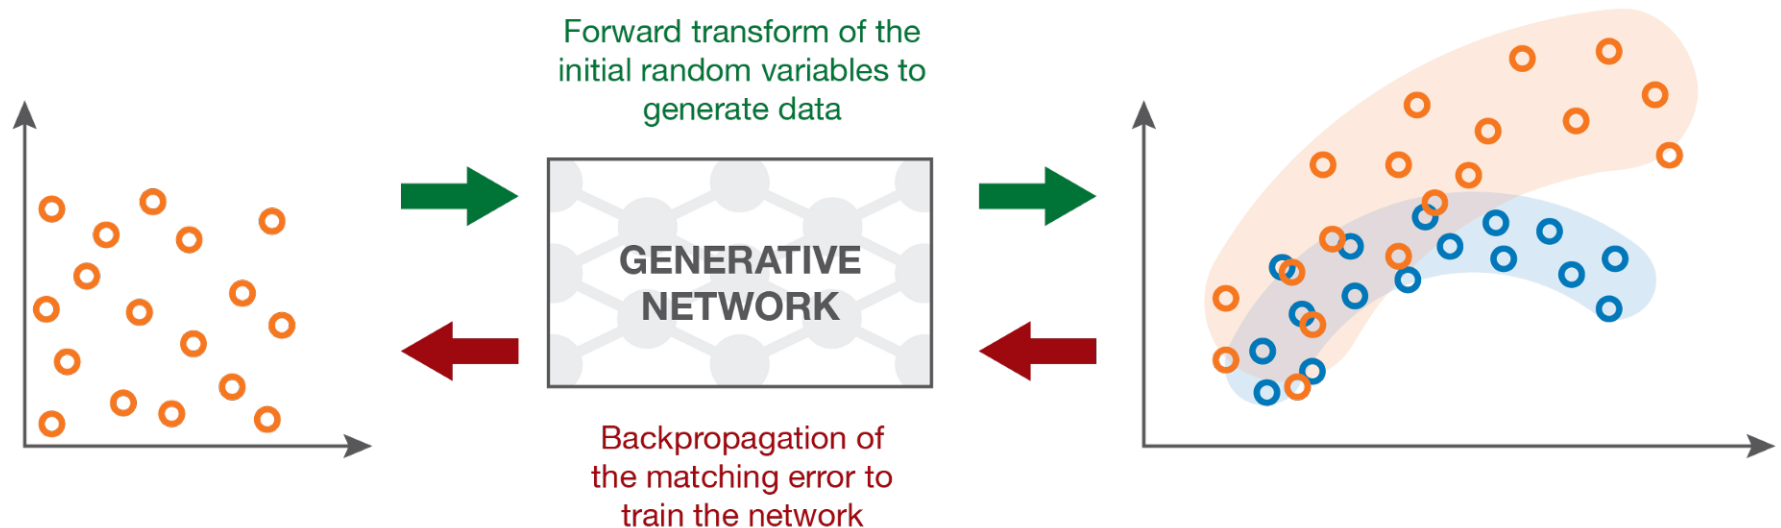 Forward transform of the
initial random variables to
generate data
GENERATIVE
NETWORK
Backpropagation of
the matching error to
train the network